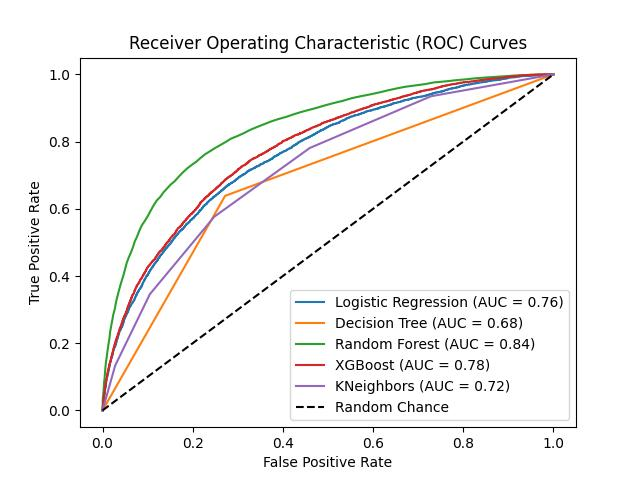 Receiver Operating Characteristic (ROC) Curves
1.0
0.8
0.6
0.4
0.2
0.0
True Positive Rate
Logistic Regression (AUC = 0.76)
Decision Tree (AUC = 0.68)
Random Forest (AUC = 0.84)
XGBoost (AUC = 0.78)
KNeighbors (AUC = 0.72)
Random Chance
0.0 0.2 0.4 0.6 0.8 1.0
False Positive Rate